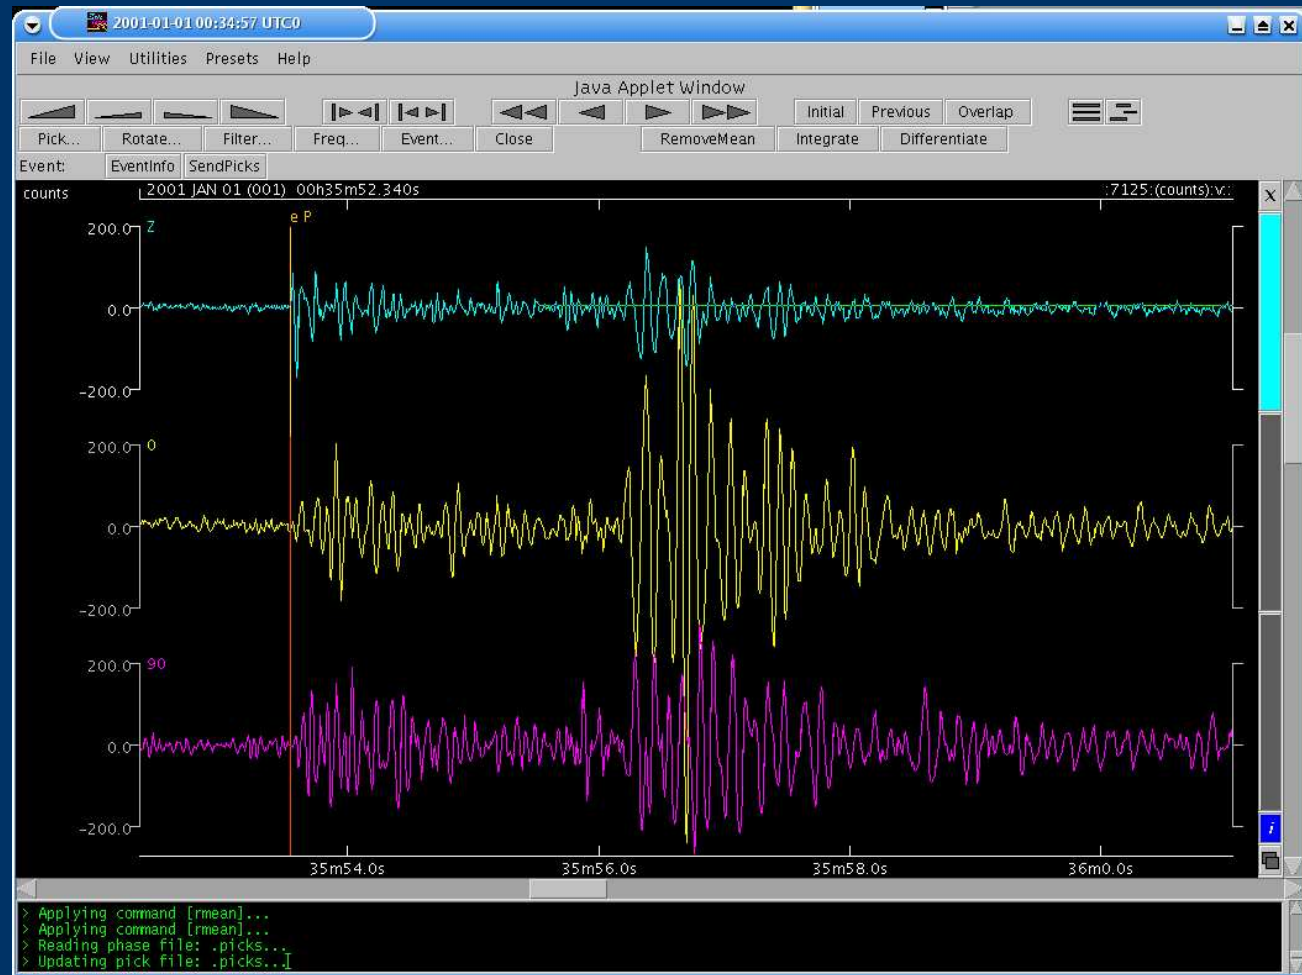 2001-01-01 00:34:57 UTC0
File View Utilities Presets Help
Java Applet Window
Initial Previous Overlap
Pick... Rotate... Filter... Freq... Event... Close RemoveMean Integrate Differentiate
Event: EventInfo SendPicks
counts 2001 JAN 01 (001) 00h35m52.340s :7125:(counts):v:: X
e P
200.0 Z
0.0
-200.0
200.0 0
0.0
-200.0
200.0 90
0.0
-200.0
i
35m54.0s 35m56.0s 35m58.0s 36m0.0s
> Applying command [rmean]...
> Applying command [rmean]...
> Reading phase file: .picks...
> Updating pick file: .picks...